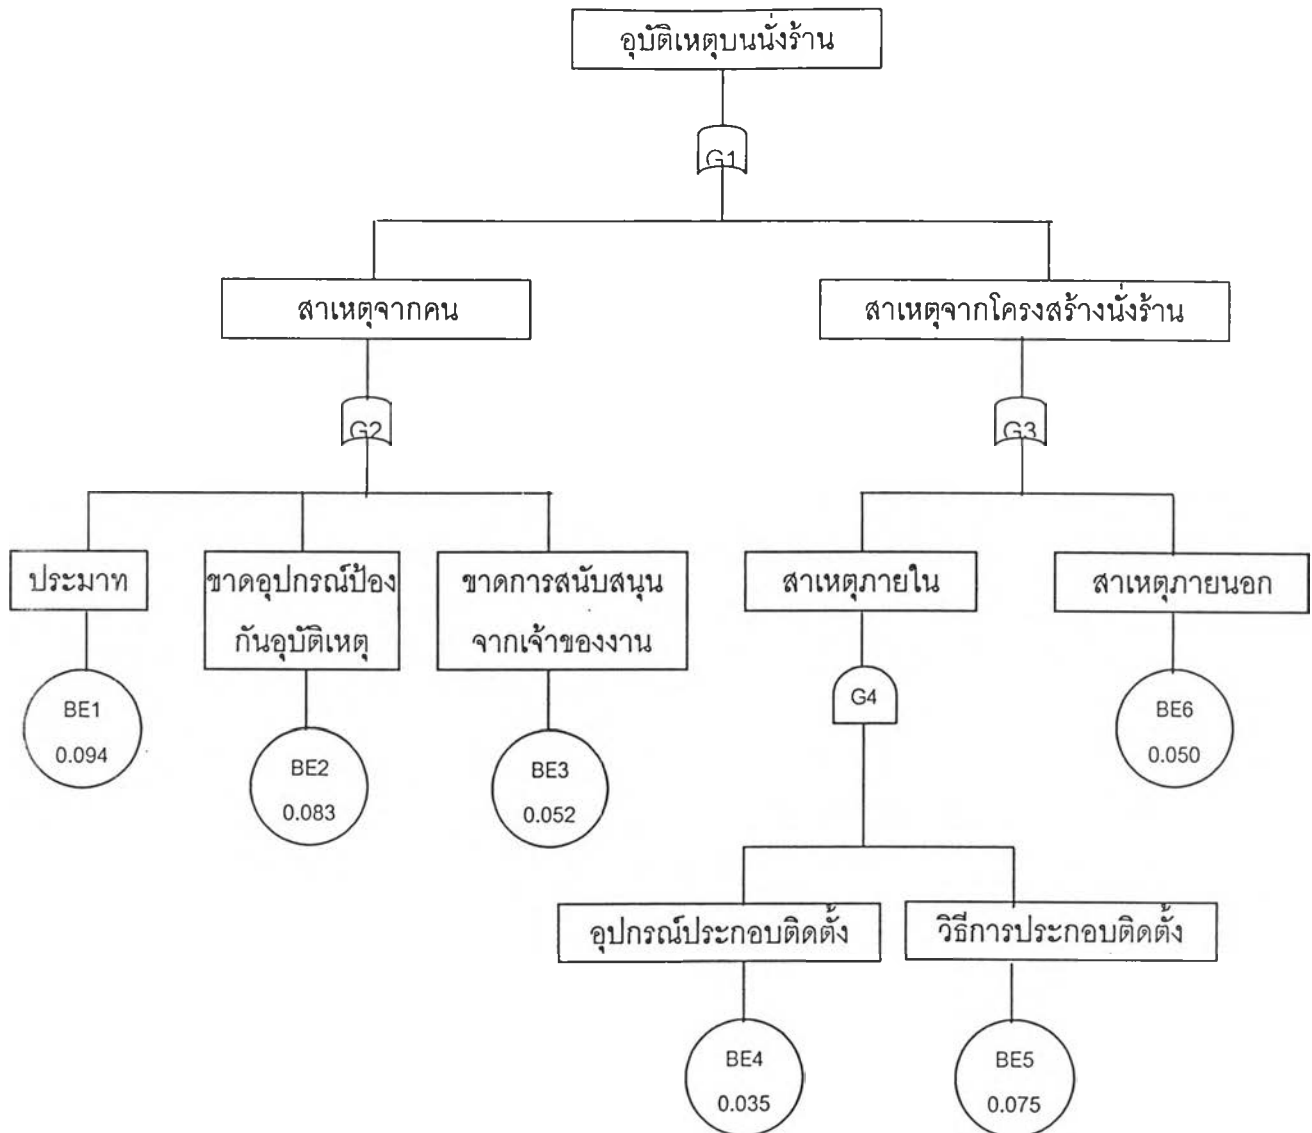 อุบัติเหตุบนนั่งร้าน
G1
สาเหตุจากคน
สาเหตุจากโครงสร้างนั่งร้าน
G2
G3
ประมาท
ขาดอุปกรณ์ป้อง
กันอุบัติเหตุ
ขาดการสนับสนุน
จากเจ้าของงาน
สาเหตุภายใน
สาเหตุภายนอก
BE1
0.094
BE2
0.083
BE3
0.052
G4
BE6
0.050
อุปกรณ์ประกอบติดตั้ง
วิธีการประกอบติดตั้ง
BE4
0.035
BE5
0.075